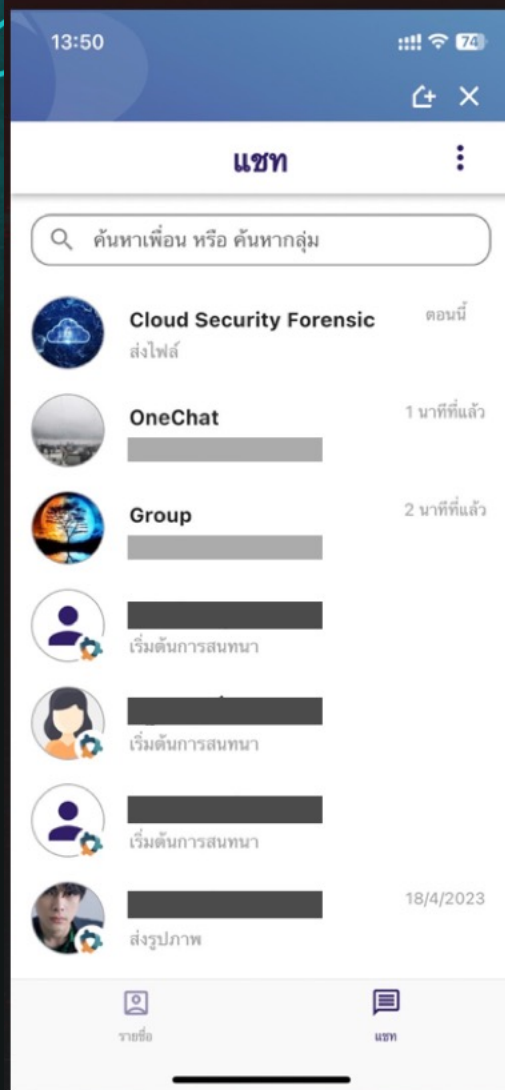 13:50
74
แชท
ค้นหาเพื่อน หรือ ค้นหากลุ่ม
Cloud Security Forensic
ตอนนี้
ส่งไฟล์
OneChat
1 นาทีที่แล้ว
Group
2 นาทีที่แล้ว
เริ่มต้นการสนทนา
เริ่มต้นการสนทนา
เริ่มต้นการสนทนา
18/4/2023
ส่งรูปภาพ
รายชื่อ
แชท